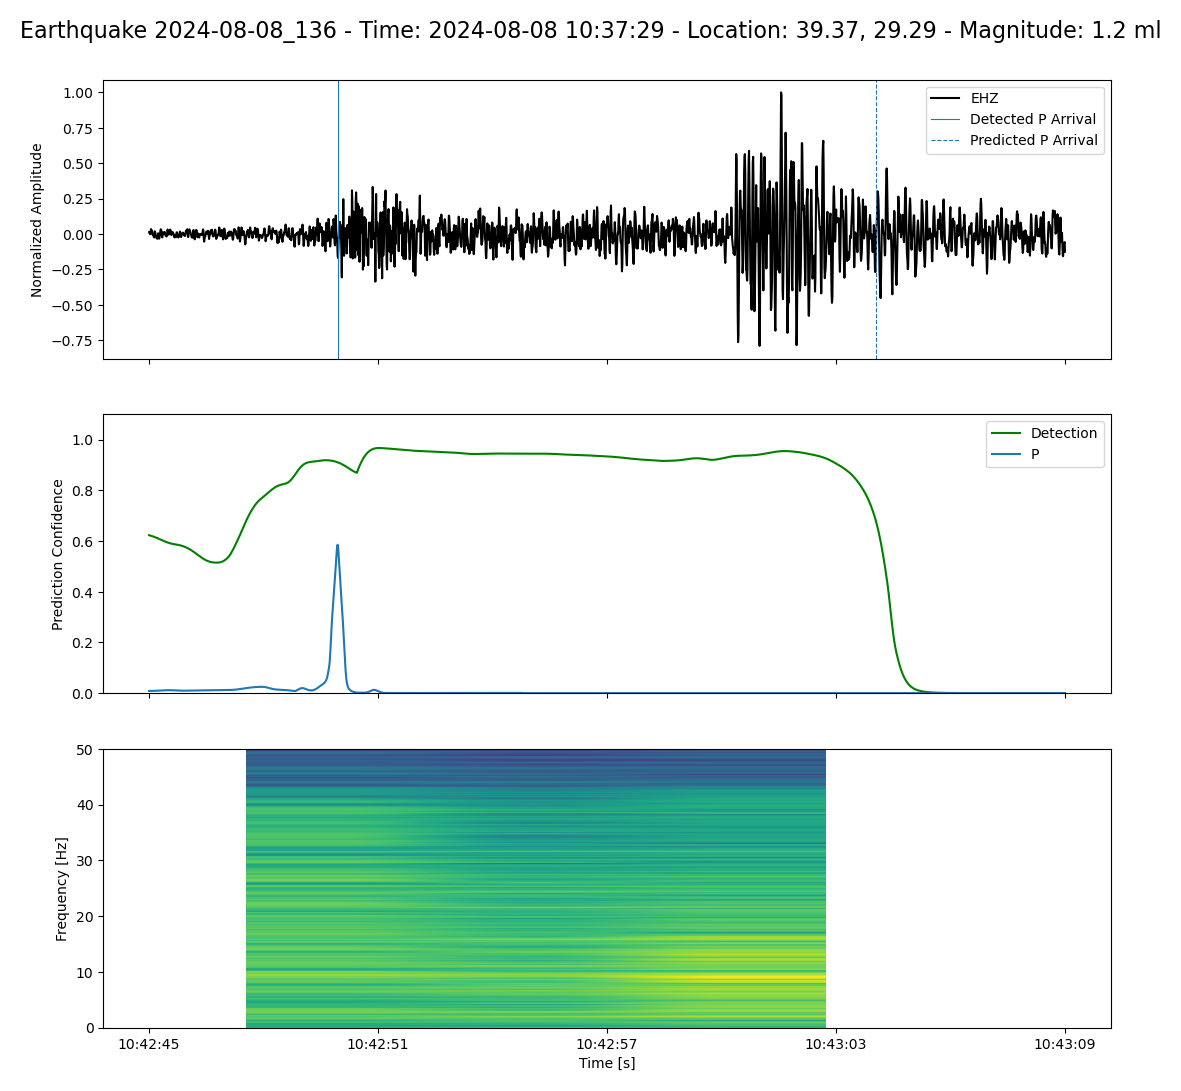 Earthquake 2024-08-08_136 - Time: 2024-08-08 10:37:29 - Location: 39.37, 29.29 - Magnitude: 1.2 ml
Normalized Amplitude
1.00
0.75
0.50
0.25
0.00
−0.25
−0.50
−0.75
EHZ
Detected P Arrival
Predicted P Arrival
Prediction Confidence
1.0
0.8
0.6
0.4
0.2
0.0
Detection
P
Frequency [Hz]
50
40
30
20
10
0
10:42:45
10:42:51
10:42:57
10:43:03
10:43:09
Time [s]